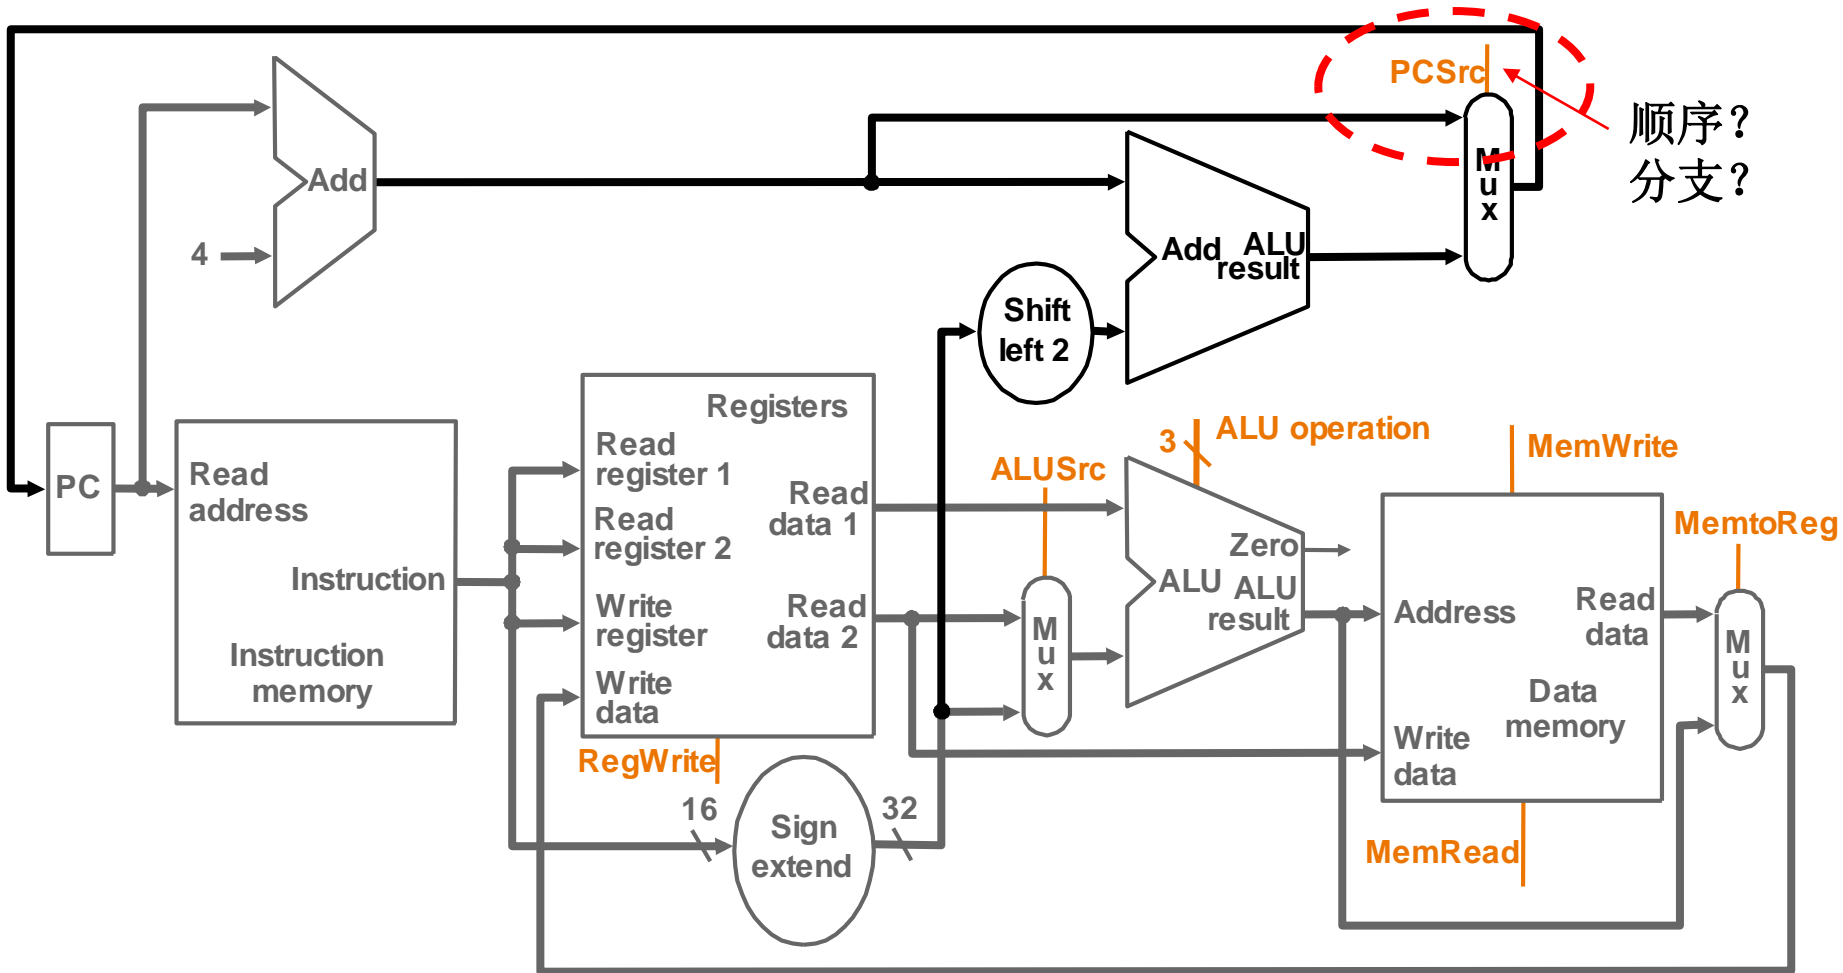 PCSrc
顺序？
分支？
M
u
x
Add
4
Add
ALU
result
Shift
left 2
PC
Read
address
Instruction
Instruction
memory
Registers
Read
register 1
Read
register 2
Write
register
Write
data
Read
data 1
Read
data 2
RegWrite
16
Sign
extend
32
ALUSrc
M
u
x
3
ALU operation
Zero
ALU
ALU
result
MemWrite
Address
Read
data
Write
data
Data
memory
MemRead
MemtoReg
M
u
x